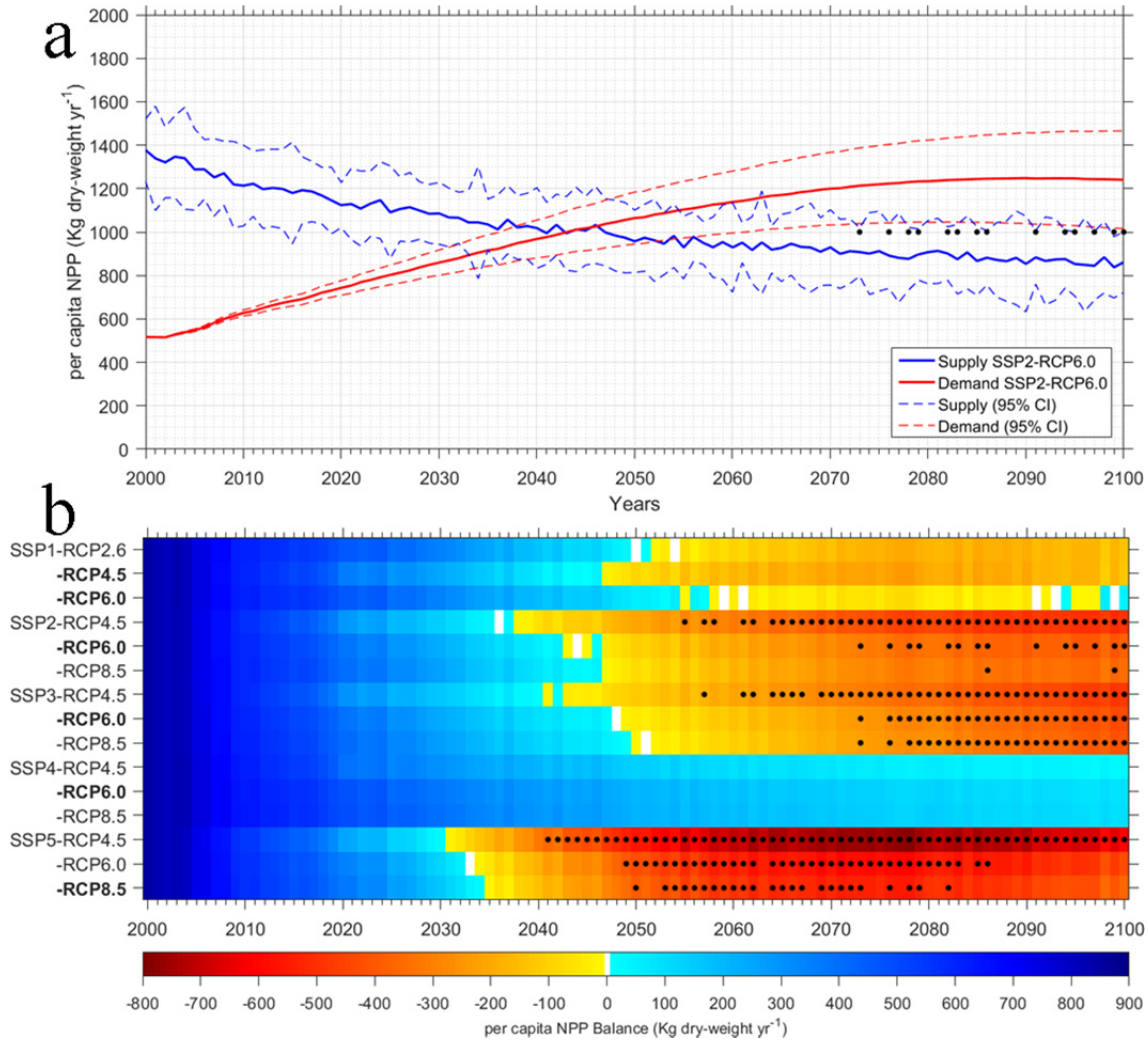 a
2000
1800
1600
1400
1200
1000
800
600
400
200
0
per capita NPP (Kg dry-weight yr⁻¹)
Supply SSP2-RCP6.0
Demand SSP2-RCP6.0
Supply (95% CI)
Demand (95% CI)
2000 2010 2020 2030 2040 2050 2060 2070 2080 2090 2100
Years
b
SSP1-RCP2.6
-RCP4.5
-RCP6.0
SSP2-RCP4.5
-RCP6.0
-RCP8.5
SSP3-RCP4.5
-RCP6.0
-RCP8.5
SSP4-RCP4.5
-RCP6.0
-RCP8.5
SSP5-RCP4.5
-RCP6.0
-RCP8.5
2000 2010 2020 2030 2040 2050 2060 2070 2080 2090 2100
-800 -700 -600 -500 -400 -300 -200 -100 0 100 200 300 400 500 600 700 800 900
per capita NPP Balance (Kg dry-weight yr⁻¹)